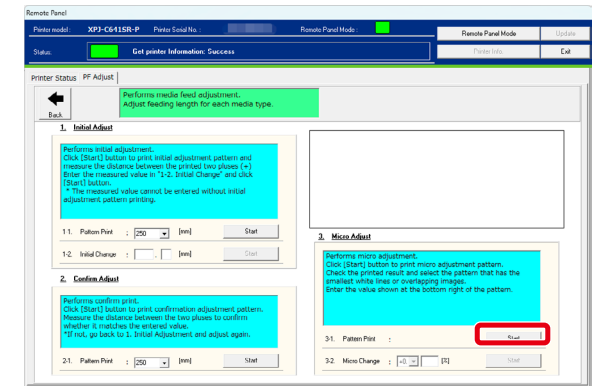 Remote Panel
Printer model : XPJ-C641SR-P Printer Serial No. : Remote Panel Mode :
Remote Panel Mode Update
Status: Get printer Information: Success
Printer Info. Exit
Printer Status PF Adjust
Back
Performs media feed adjustment.
Adjust feeding length for each media type.
1. Initial Adjust
Performs initial adjustment.
Click [Start] button to print initial adjustment pattern and
measure the distance between the printed two pluses (+)
Enter the measured value in "1-2. Initial Change" and click
[Start] button.
* The measured value cannot be entered without initial
adjustment pattern printing.
1-1. Pattern Print : 250 [mm] Start
1-2. Initial Change : . [mm] Start
2. Confirm Adjust
Performs confirm print.
Click [Start] button to print confirmation adjustment pattern.
Measure the distance between the two pluses to confirm
whether it matches the entered value.
*If not, go back to 1. Initial Adjustment and adjust again.
2-1. Pattern Print : 250 [mm] Start
3. Micro Adjust
Performs micro adjustment.
Click [Start] button to print micro adjustment pattern.
Check the printed result and select the pattern that has the
smallest white lines or overlapping images.
Enter the value shown at the bottom right of the pattern.
3-1. Pattern Print : Start
3-2. Micro Change : +0. [%] Start